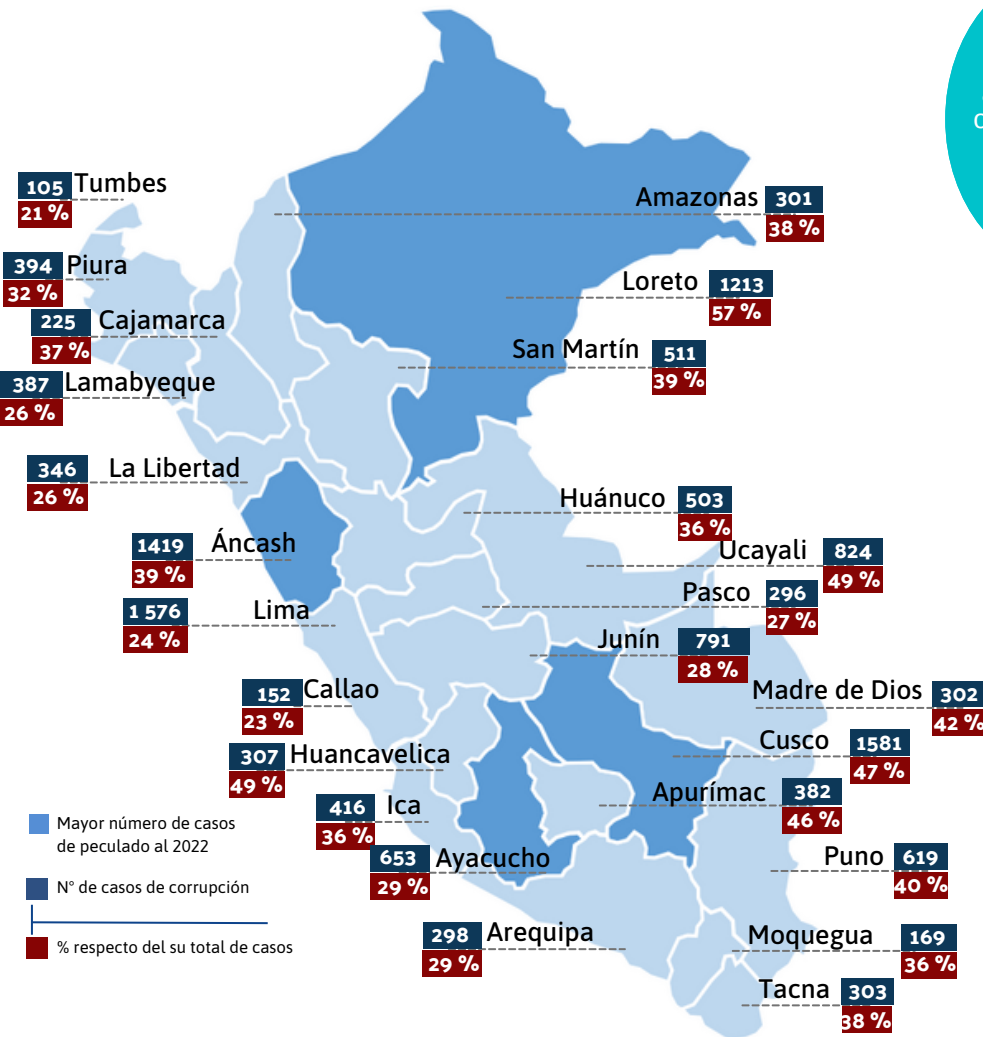 105 Tumbes
21 %
Amazonas 301
38 %
394 Piura
32 %
Loreto 1213
57 %
225 Cajamarca
37 %
San Martín 511
39 %
387 Lamabyeque
26 %
346 La Libertad
26 %
Huánuco 503
36 %
1419 Áncash
39 %
Ucayali 824
49 %
Pasco 296
27 %
1 576 Lima
24 %
Junín 791
28 %
152 Callao
23 %
Madre de Dios 302
42 %
Cusco 1581
47 %
307 Huancavelica
49 %
Apurímac 382
46 %
416 Ica
36 %
653 Ayacucho
29 %
Puno 619
40 %
298 Arequipa
29 %
Moquegua 169
36 %
Tacna 303
38 %
Mayor número de casos
de peculado al 2022
N° de casos de corrupción
% respecto del su total de casos